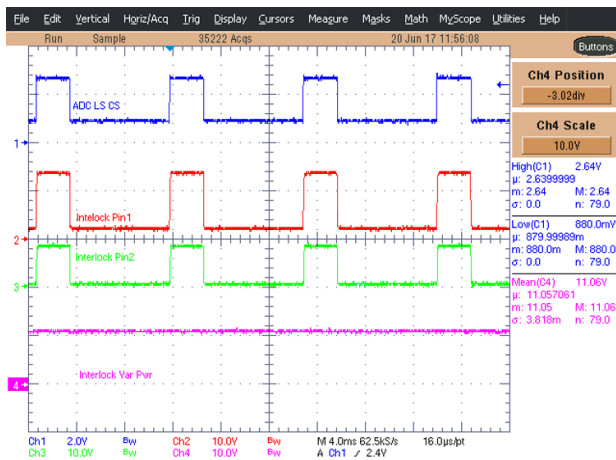 File Edit Vertical Horiz/Acq Trig Display Cursors Measure Masks Math MyScope Utilities Help
Run Sample 35222 Acqs 20 Jun 17 11:56:08
Buttons
Ch4 Position
-3.02div
Ch4 Scale
10.0V
ADC LS CS
1
High(C1) 2.64V
µ: 2.6399999
m: 2.64 M: 2.64
σ: 0.0 n: 79.0
Intelock Pin1
Low(C1) 880.0mV
µ: 879.99989m
m: 880.0m M: 880.0
σ: 0.0 n: 79.0
2
Interlock Pin2
3
Mean(C4) 11.06V
µ: 11.057061
m: 11.05 M: 11.06
σ: 3.818m n: 79.0
Interlock Var Pwr
4
Ch1 2.0V Bw Ch2 10.0V Bw M 4.0ms 62.5kS/s 16.0µs/pt
Ch3 10.0V Bw Ch4 10.0V Bw A Ch1 2.4V